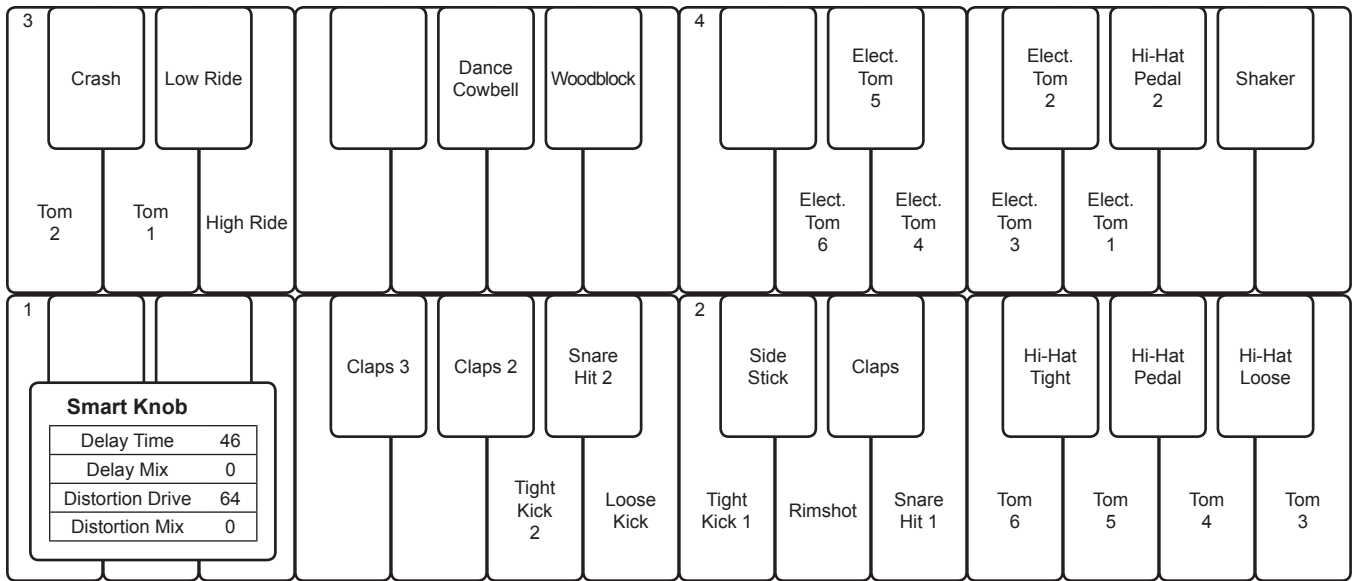 3
4
Crash
Low Ride
Dance
Cowbell
Woodblock
Elect.
Tom
5
Elect.
Tom
2
Hi-Hat
Pedal
2
Shaker
Tom
2
Tom
1
High Ride
Elect.
Tom
6
Elect.
Tom
4
Elect.
Tom
3
Elect.
Tom
1
1
2
Claps 3
Claps 2
Snare
Hit 2
Side
Stick
Claps
Hi-Hat
Tight
Hi-Hat
Pedal
Hi-Hat
Loose
Smart Knob
Delay Time 46
Delay Mix 0
Distortion Drive 64
Distortion Mix 0
Tight
Kick
2
Loose
Kick
Tight
Kick 1
Rimshot
Snare
Hit 1
Tom
6
Tom
5
Tom
4
Tom
3